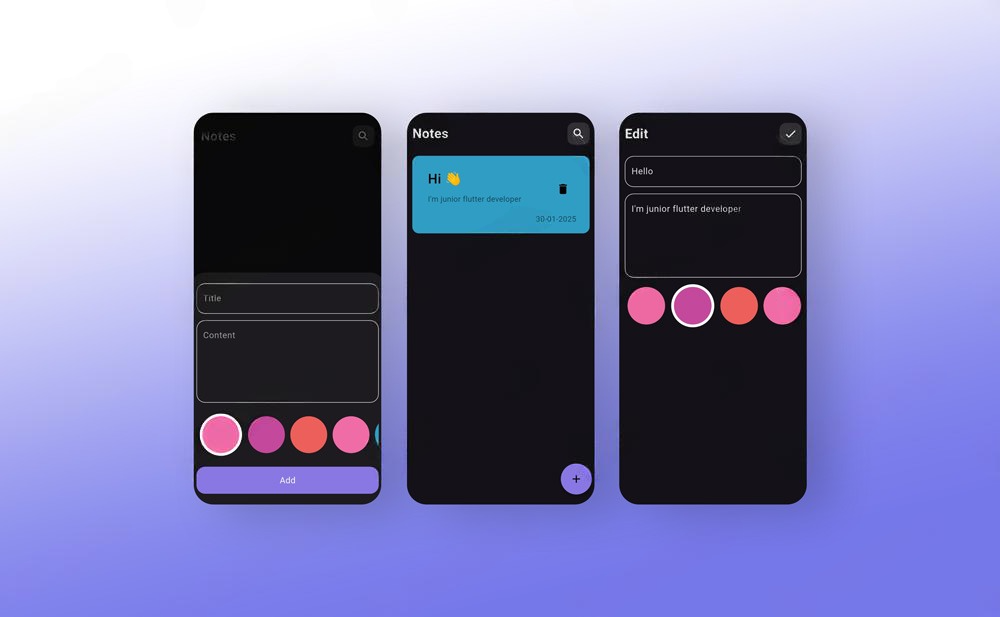 Notes
Title
Content
Add
Notes
Hi 👋
I'm junior flutter developer
30-01-2025
+
Edit
Hello
I'm junior flutter developer